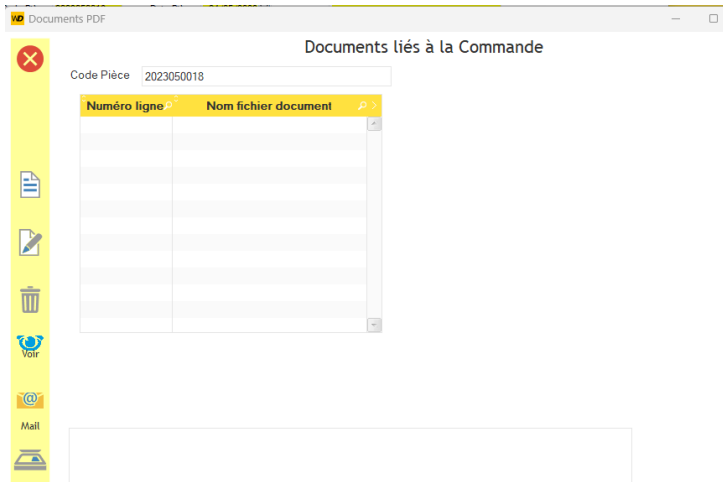 WD Documents PDF
Documents liés à la Commande
Code Pièce 2023050018
Numéro ligne Nom fichier document
Voir
@
Mail